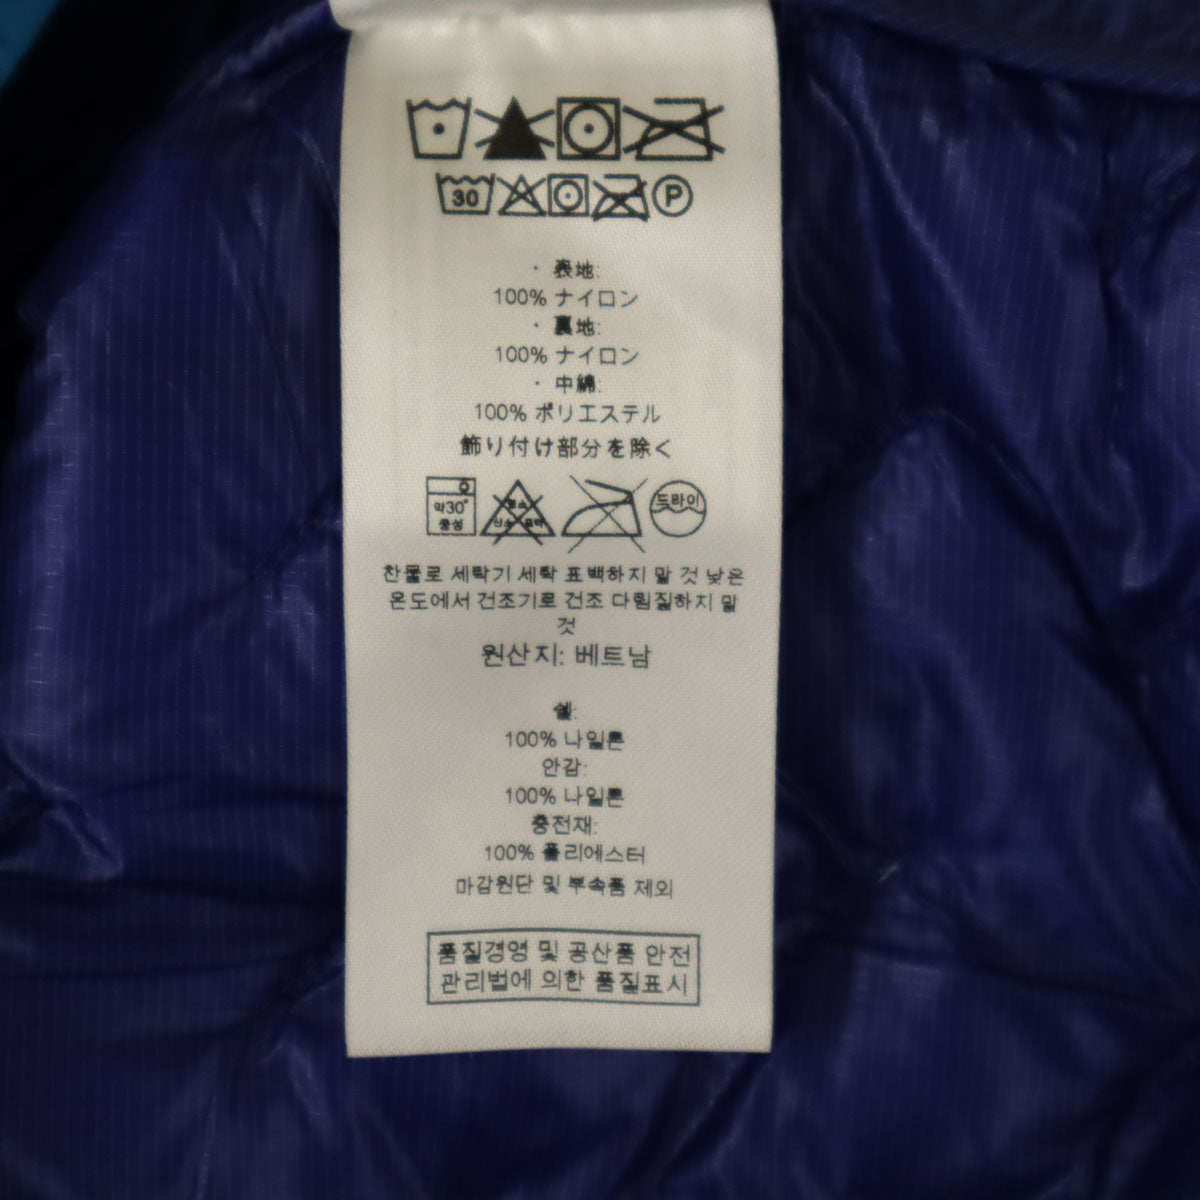 30 P
· 表地:
100% ナイロン
· 裏地:
100% ナイロン
· 中綿:
100% ポリエステル
飾り付け部分を除く
약30°
중성
드라이
찬물로 세탁기 세탁 표백하지 말 것 낮은
온도에서 건조기로 건조 다림질하지 말
것
원산지: 베트남
쉘:
100% 나일론
안감:
100% 나일론
충전재:
100% 폴리에스터
마감원단 및 부속품 제외
품질경영 및 공산품 안전
관리법에 의한 품질표시